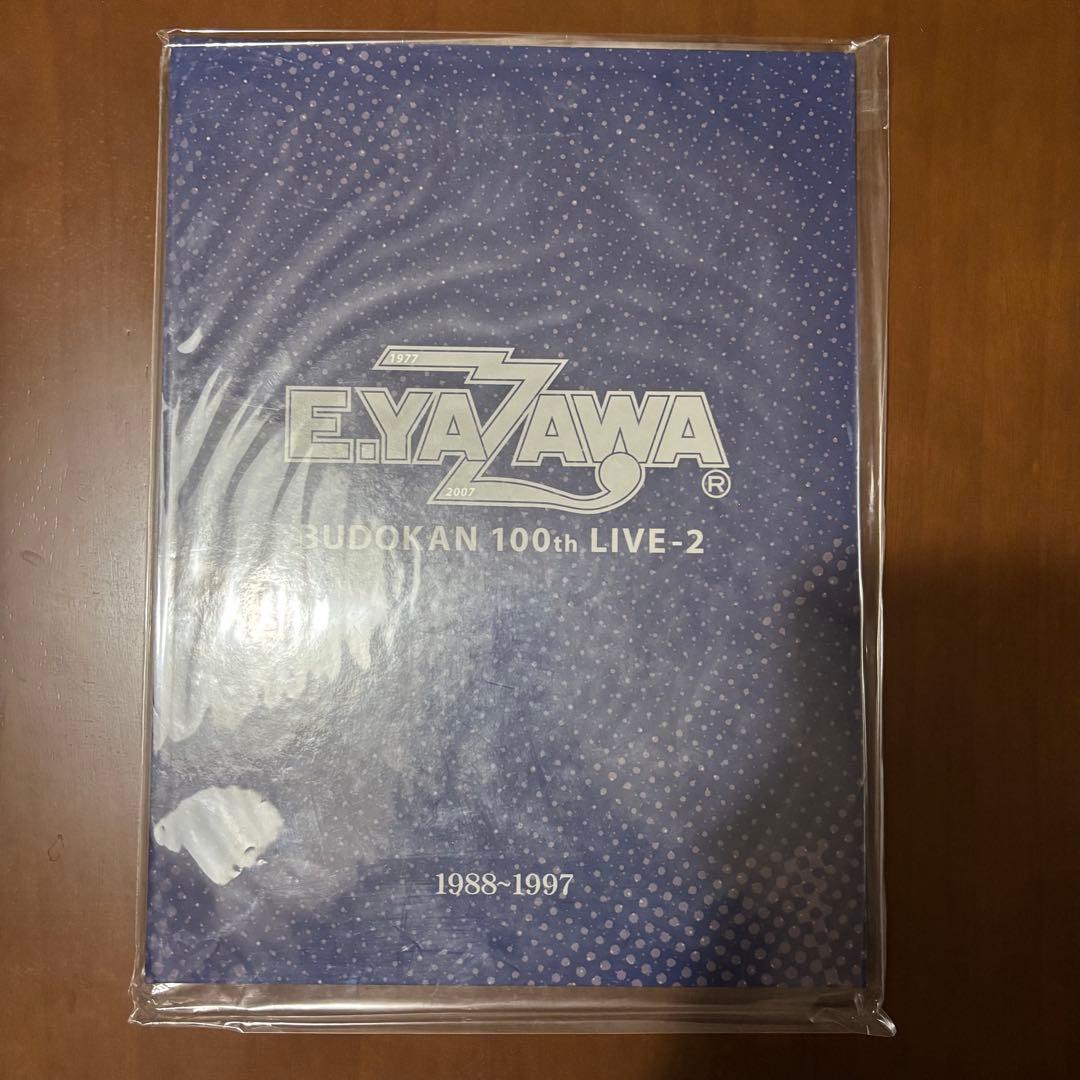 1977
E.YAZAWA
®
2007
BUDOKAN 100th LIVE-2
1988~1997